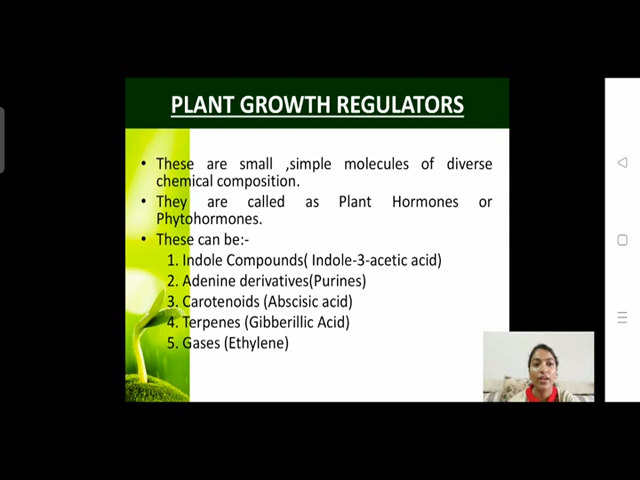 PLANT GROWTH REGULATORS
• These are small ,simple molecules of diverse
chemical composition.
• They are called as Plant Hormones or
Phytohormones.
• These can be:-
1. Indole Compounds( Indole-3-acetic acid)
2. Adenine derivatives(Purines)
3. Carotenoids (Abscisic acid)
4. Terpenes (Gibberillic Acid)
5. Gases (Ethylene)